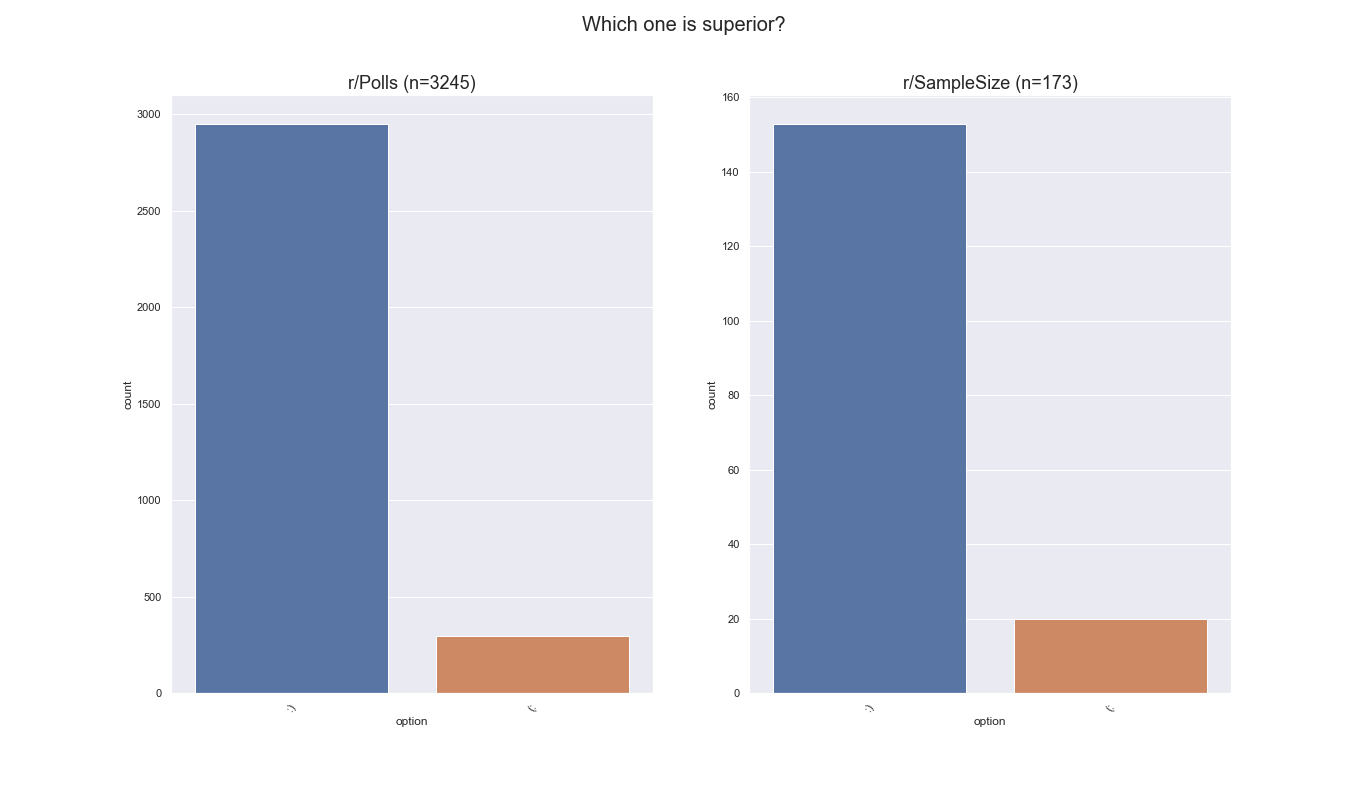 Which one is superior?
r/Polls (n=3245)
3000
2500
2000
1500
1000
500
0
count
:)
(:
option
r/SampleSize (n=173)
160
140
120
100
80
60
40
20
0
count
:)
(:
option